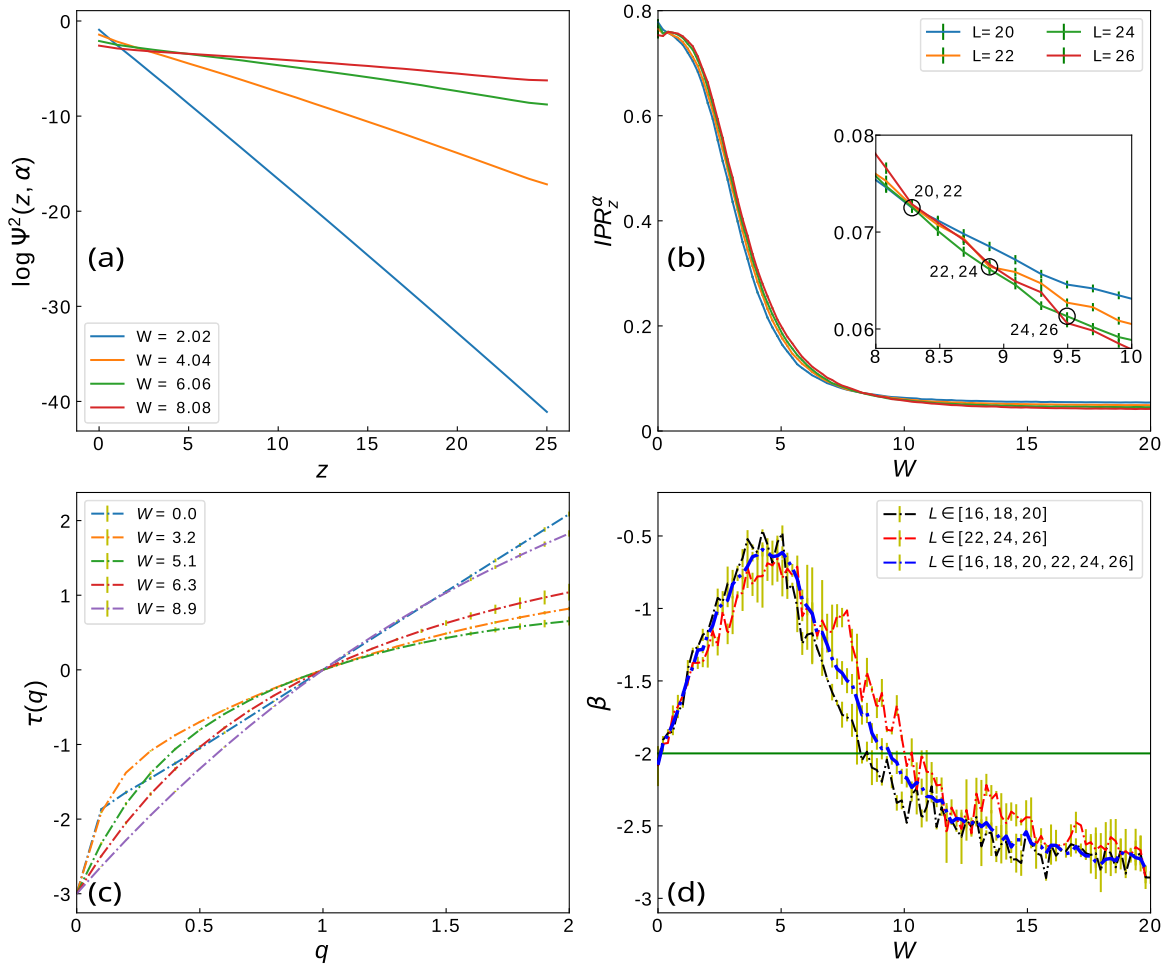 0
-10
-20
-30
-40
log Ψ²(z, α)
(a)
W = 2.02
W = 4.04
W = 6.06
W = 8.08
0
5
10
15
20
25
z
0.8
0.6
0.4
0.2
0
IPR_z^α
(b)
L= 20
L= 22
L= 24
L= 26
0.08
0.07
0.06
20, 22
22, 24
24, 26
8
8.5
9
9.5
10
0
5
10
15
20
W
2
1
0
-1
-2
-3
τ(q)
(c)
W = 0.0
W = 3.2
W = 5.1
W = 6.3
W = 8.9
0
0.5
1
1.5
2
q
-0.5
-1
-1.5
-2
-2.5
-3
β
(d)
L ∈ [16, 18, 20]
L ∈ [22, 24, 26]
L ∈ [16, 18, 20, 22, 24, 26]
0
5
10
15
20
W